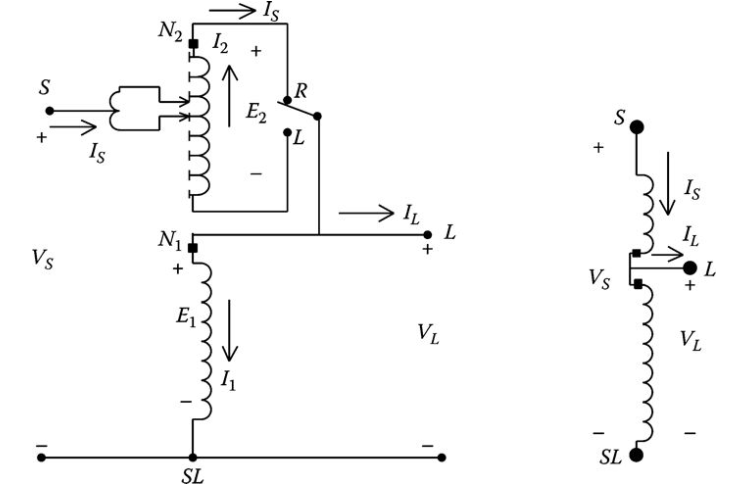 I_S
N_2
I_2
+
S
R
E_2
+
I_S
L
−
I_L
N_1
L
+
+
V_S
E_1
V_L
I_1
−
−
−
SL
S
+
I_S
I_L
V_S
L
+
V_L
−
−
SL